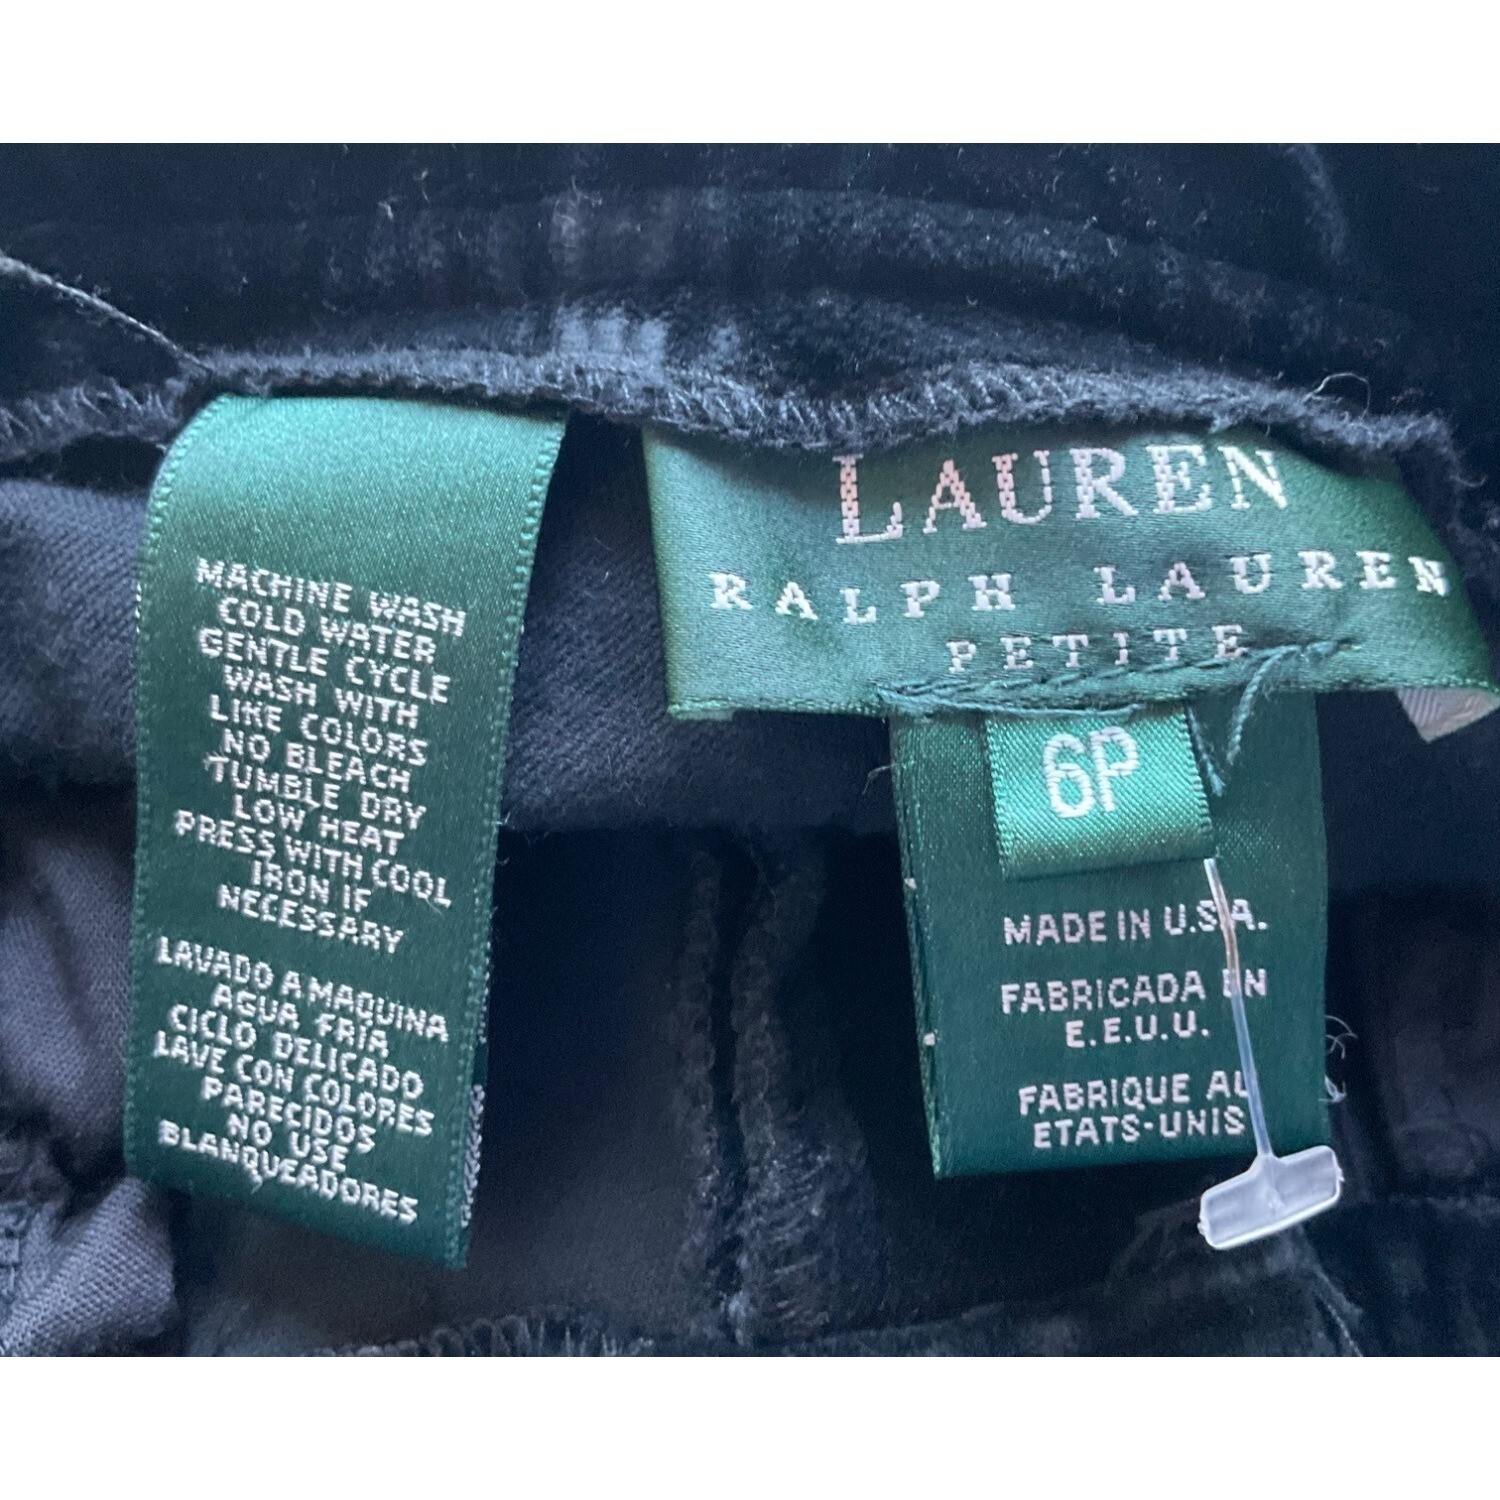 MACHINE WASH
COLD WATER
GENTLE CYCLE
WASH WITH
LIKE COLORS
NO BLEACH
TUMBLE DRY
LOW HEAT
PRESS WITH COOL
IRON IF
NECESSARY
LAVADO A MAQUINA
AGUA FRÍA
CICLO DELICADO
LAVE CON COLORES
PARECIDOS
NO USE
BLANQUEADORES
LAUREN
RALPH LAUREN
PETITE
6P
MADE IN U.S.A.
FABRICADA EN
E.E.U.U.
FABRIQUE AU
ETATS-UNIS